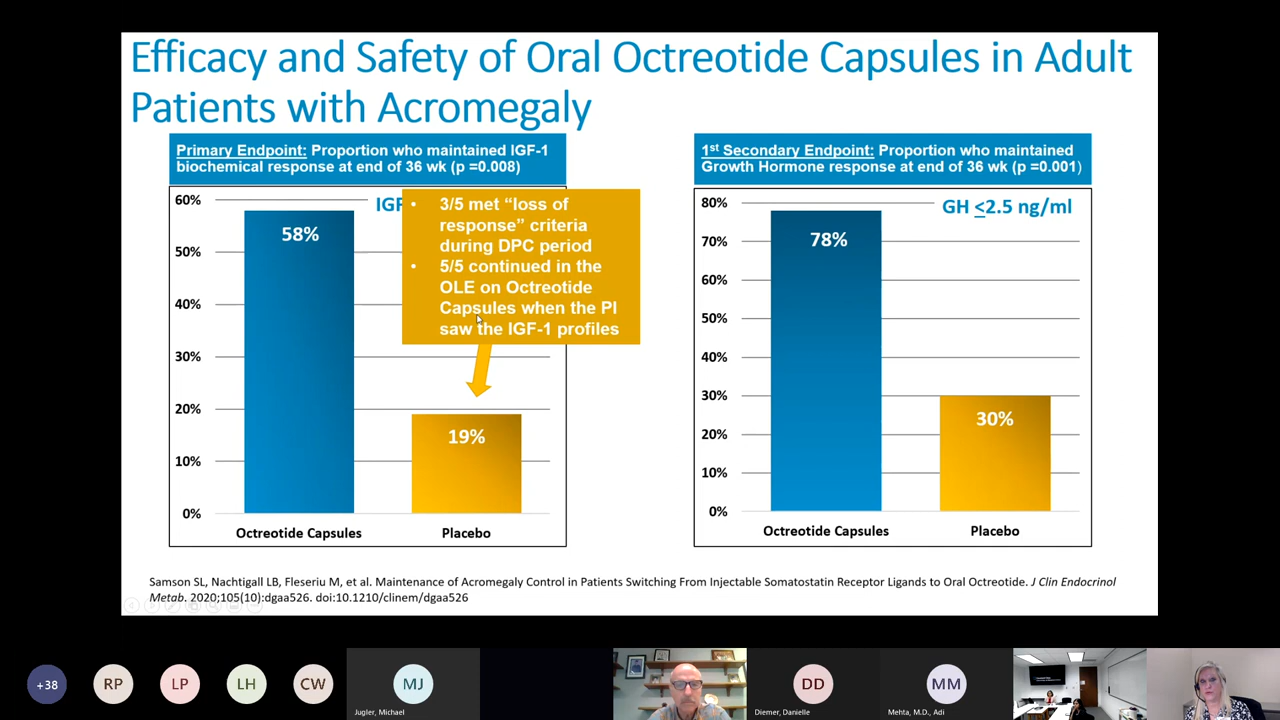 Efficacy and Safety of Oral Octreotide Capsules in Adult
Patients with Acromegaly
Primary Endpoint: Proportion who maintained IGF-1
biochemical response at end of 36 wk (p =0.008)
60%
50%
40%
30%
20%
10%
0%
IGF
58%
19%
Octreotide Capsules
Placebo
• 3/5 met “loss of
response” criteria
during DPC period
• 5/5 continued in the
OLE on Octreotide
Capsules when the PI
saw the IGF-1 profiles
1st Secondary Endpoint: Proportion who maintained
Growth Hormone response at end of 36 wk (p =0.001)
80%
70%
60%
50%
40%
30%
20%
10%
0%
GH <2.5 ng/ml
78%
30%
Octreotide Capsules
Placebo
Samson SL, Nachtigall LB, Fleseriu M, et al. Maintenance of Acromegaly Control in Patients Switching From Injectable Somatostatin Receptor Ligands to Oral Octreotide. J Clin Endocrinol
Metab. 2020;105(10):dgaa526. doi:10.1210/clinem/dgaa526
+38
RP
LP
LH
CW
MJ
Jugler, Michael
DD
Diemer, Danielle
MM
Mehta, M.D., Adi